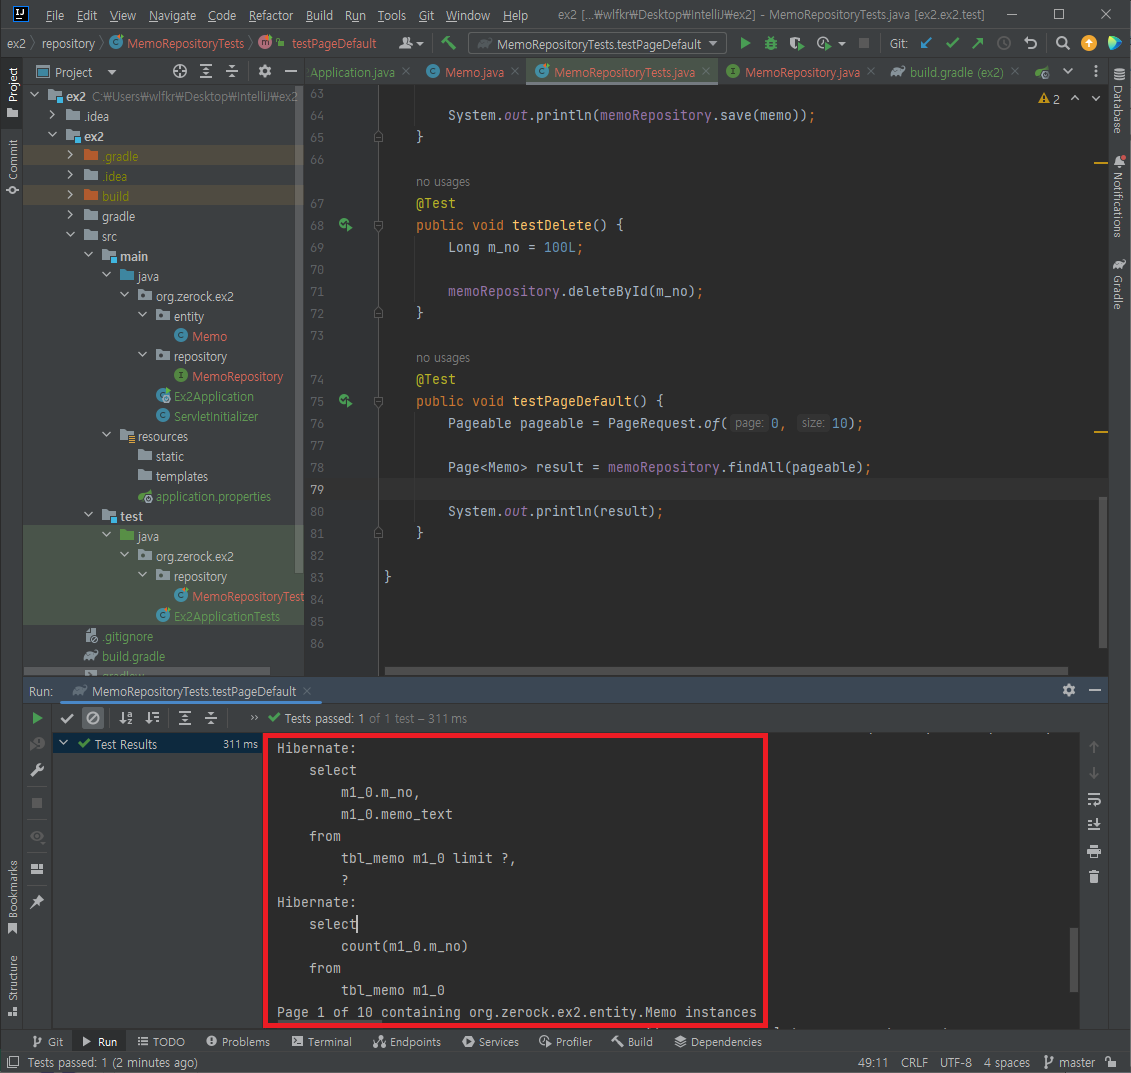 File Edit View Navigate Code Refactor Build Run Tools Git Window Help ex2 [...₩wlfkr₩Desktop₩IntelliJ₩ex2] - MemoRepositoryTests.java [ex2.ex2.test]
ex2 repository MemoRepositoryTests testPageDefault MemoRepositoryTests.testPageDefault Git:
Project Application.java Memo.java MemoRepositoryTests.java MemoRepository.java build.gradle (ex2)
Project
Commit
Bookmarks
Structure
ex2 C:₩Users₩wlfkr₩Desktop₩IntelliJ₩ex2
.idea
ex2
.gradle
.idea
build
gradle
src
main
java
org.zerock.ex2
entity
Memo
repository
MemoRepository
Ex2Application
ServletInitializer
resources
static
templates
application.properties
test
java
org.zerock.ex2
repository
MemoRepositoryTest
Ex2ApplicationTests
.gitignore
build.gradle
gradlew
2
63
64 System.out.println(memoRepository.save(memo));
65 }
66
no usages
67 @Test
68 public void testDelete() {
69 Long m_no = 100L;
70
71 memoRepository.deleteById(m_no);
72 }
73
no usages
74 @Test
75 public void testPageDefault() {
76 Pageable pageable = PageRequest.of( page: 0, size: 10);
77
78 Page<Memo> result = memoRepository.findAll(pageable);
79
80 System.out.println(result);
81 }
82
83 }
84
85
86
Database
Notifications
Gradle
Run: MemoRepositoryTests.testPageDefault
Tests passed: 1 of 1 test – 311 ms
Test Results 311 ms
Hibernate:
select
m1_0.m_no,
m1_0.memo_text
from
tbl_memo m1_0 limit ?,
?
Hibernate:
select
count(m1_0.m_no)
from
tbl_memo m1_0
Page 1 of 10 containing org.zerock.ex2.entity.Memo instances
Git Run TODO Problems Terminal Endpoints Services Profiler Build Dependencies
Tests passed: 1 (2 minutes ago) 49:11 CRLF UTF-8 4 spaces master